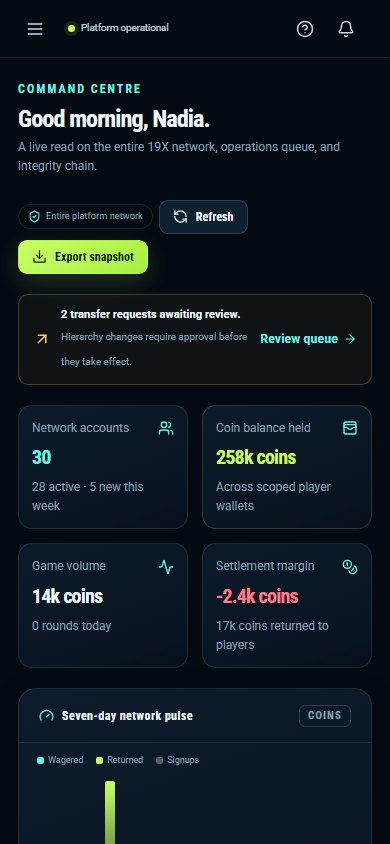 Platform operational
COMMAND CENTRE
Good morning, Nadia.
A live read on the entire 19X network, operations queue, and
integrity chain.
Entire platform network
Refresh
Export snapshot
2 transfer requests awaiting review.
Hierarchy changes require approval before
they take effect.
Review queue
Network accounts
30
28 active · 5 new this
week
Coin balance held
258k coins
Across scoped player
wallets
Game volume
14k coins
0 rounds today
Settlement margin
-2.4k coins
17k coins returned to
players
Seven-day network pulse
COINS
Wagered
Returned
Signups